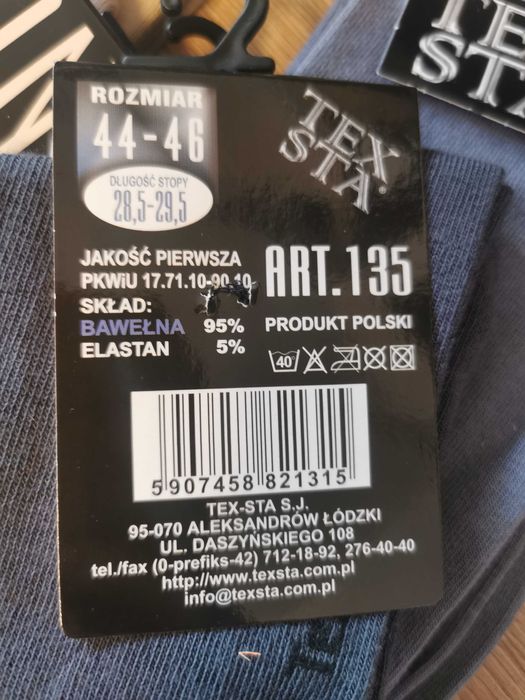 ROZMIAR
44-46
DŁUGOŚĆ STOPY
28,5-29,5
TEX
STA®
JAKOŚĆ PIERWSZA
PKWiU 17.71.10-90.10
ART.135
SKŁAD:
BAWEŁNA 95%
ELASTAN 5%
PRODUKT POLSKI
40
5 907458 821315
TEX-STA S.J.
95-070 ALEKSANDRÓW ŁÓDZKI
UL. DASZYŃSKIEGO 108
tel./fax (0-prefiks-42) 712-18-92, 276-40-40
http://www.texsta.com.pl
info@texsta.com.pl
TEX
STA